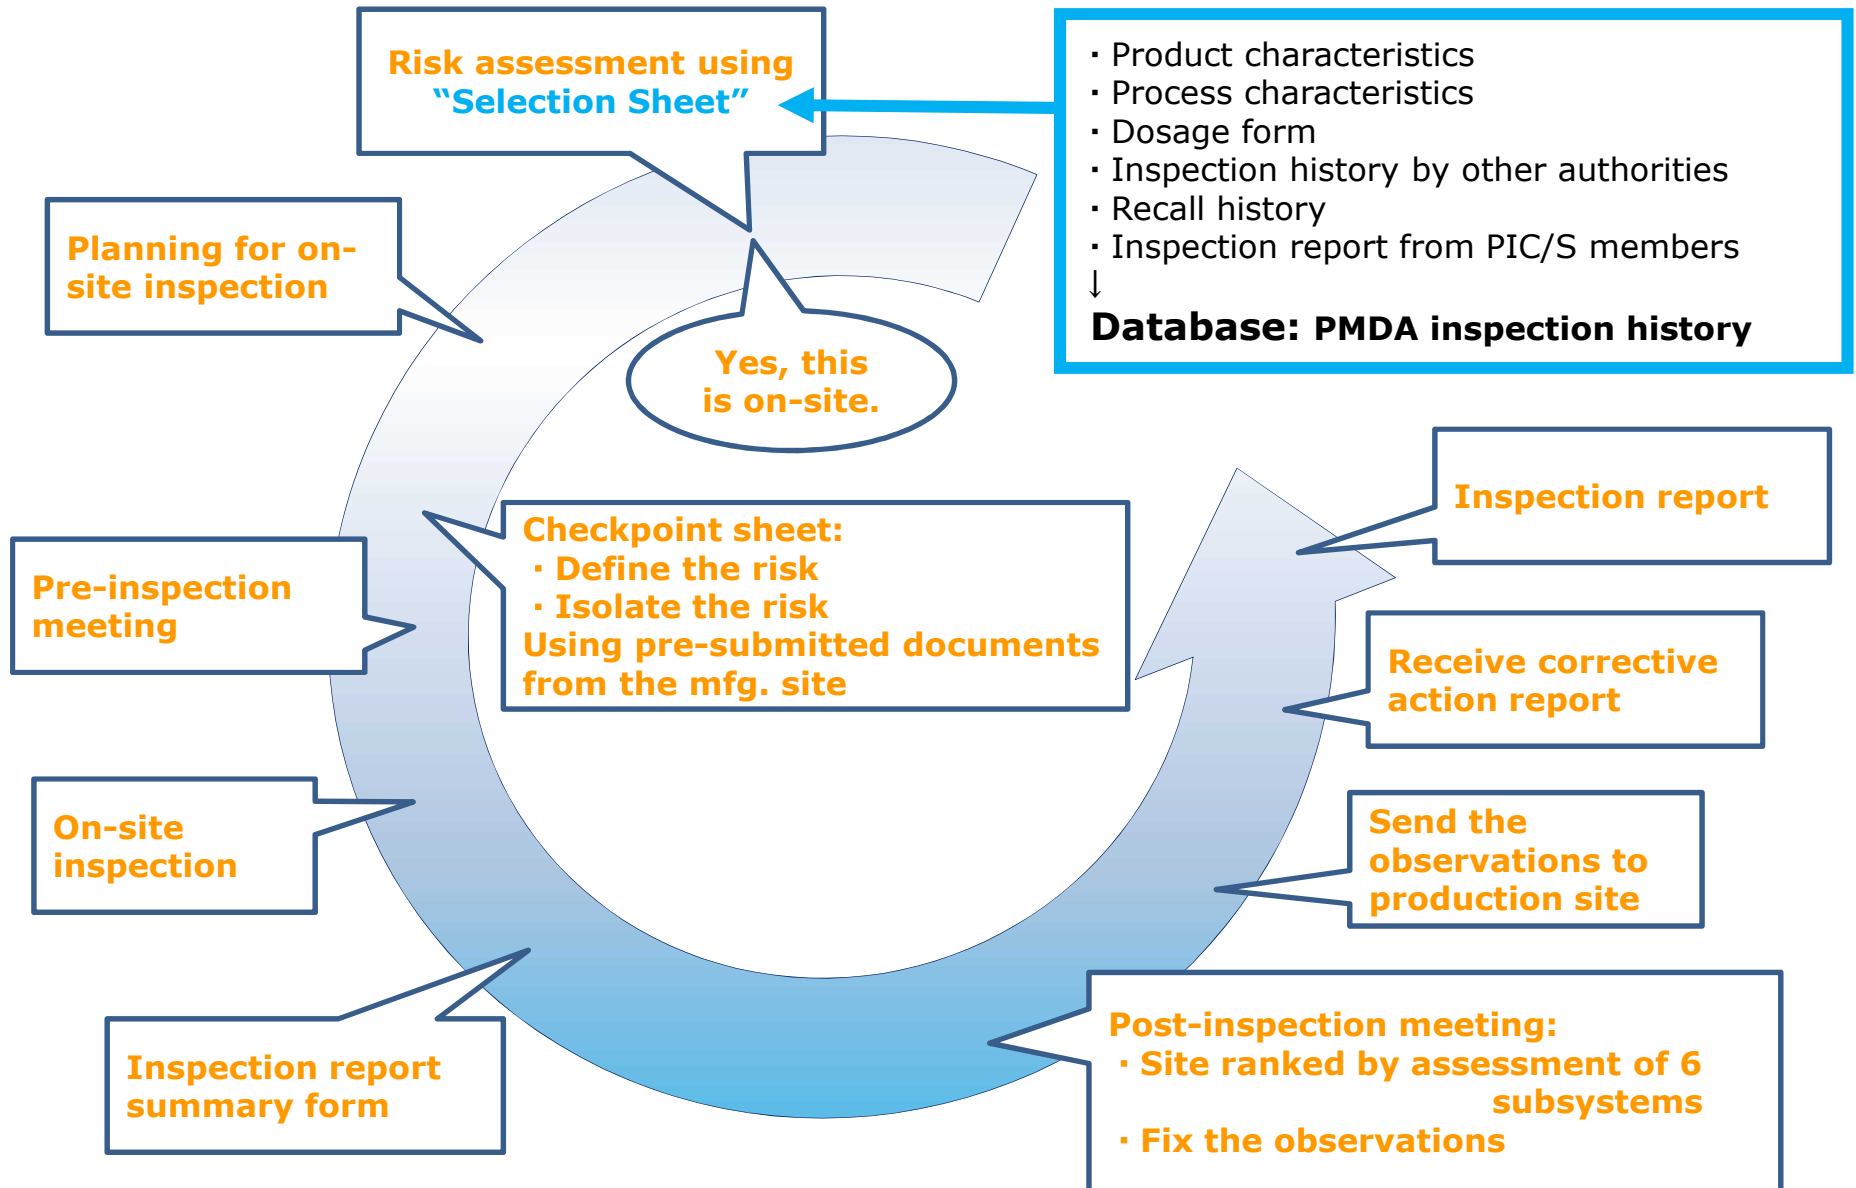 Risk assessment using
“Selection Sheet”
· Product characteristics
· Process characteristics
· Dosage form
· Inspection history by other authorities
· Recall history
· Inspection report from PIC/S members
↓
Database: PMDA inspection history
Planning for on-
site inspection
Yes, this
is on-site.
Checkpoint sheet:
· Define the risk
· Isolate the risk
Using pre-submitted documents
from the mfg. site
Pre-inspection
meeting
On-site
inspection
Inspection report
summary form
Post-inspection meeting:
· Site ranked by assessment of 6
subsystems
· Fix the observations
Send the
observations to
production site
Receive corrective
action report
Inspection report